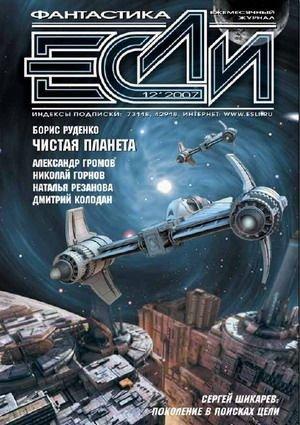 ФАНТАСТИКА
ЕЖЕМЕСЯЧНЫЙ
ЖУРНАЛ
ЕСЛИ
12'2007
ИНДЕКСЫ ПОДПИСКИ: 73118, 42918. ИНТЕРНЕТ: WWW.ESLI.RU
БОРИС РУДЕНКО
ЧИСТАЯ ПЛАНЕТА
АЛЕКСАНДР ГРОМОВ
НИКОЛАЙ ГОРНОВ
НАТАЛЬЯ РЕЗАНОВА
ДМИТРИЙ КОЛОДАН
СЕРГЕЙ ШИКАРЕВ:
ПОКОЛЕНИЕ В ПОИСКАХ ЦЕЛИ